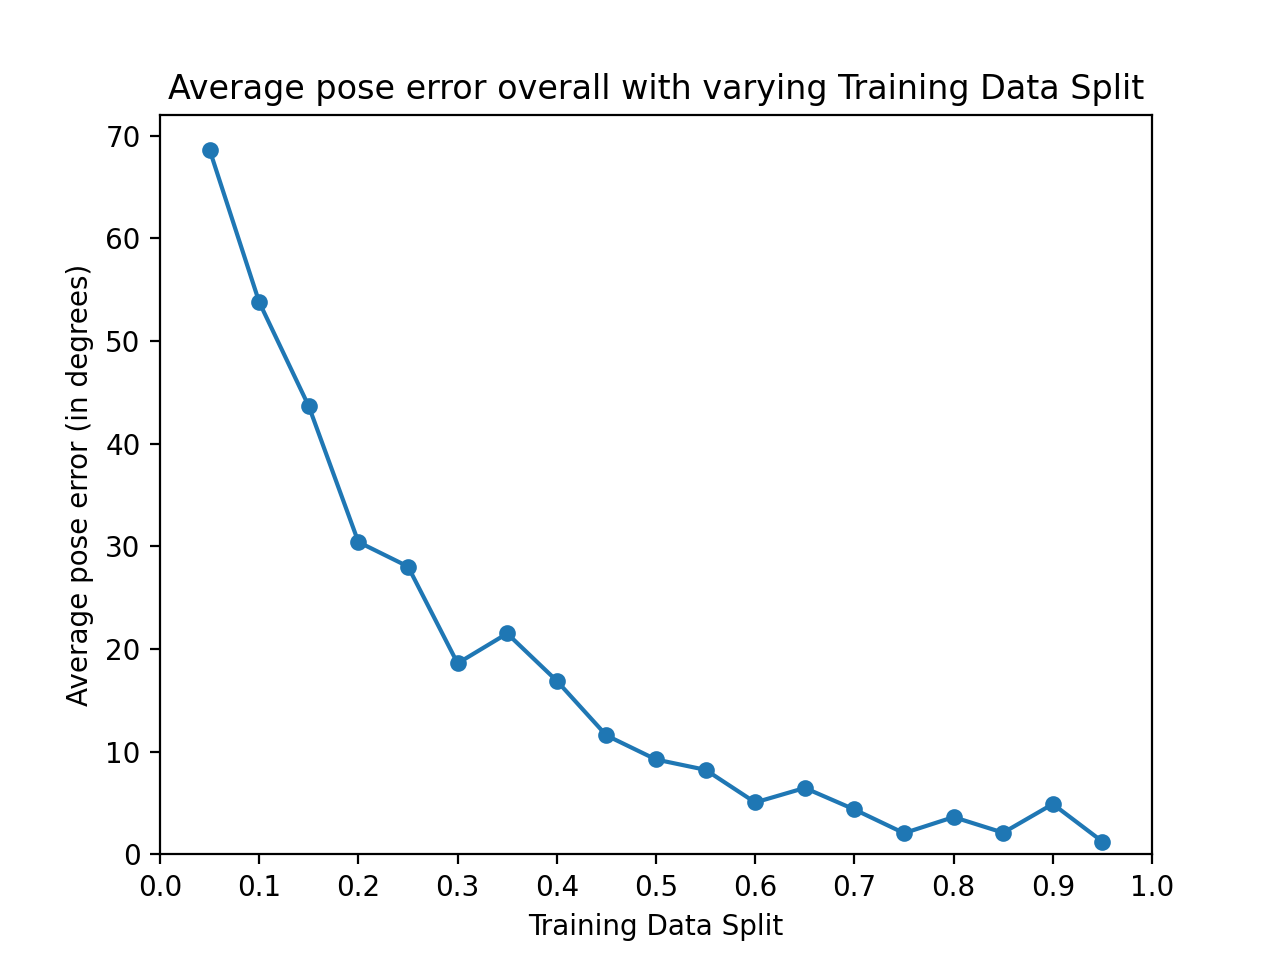 Average pose error overall with varying Training Data Split
70
60
50
40
30
20
10
0
Average pose error (in degrees)
0.0 0.1 0.2 0.3 0.4 0.5 0.6 0.7 0.8 0.9 1.0
Training Data Split